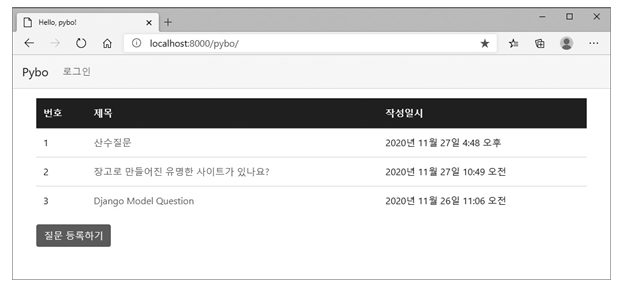 Hello, pybo!
localhost:8000/pybo/
Pybo 로그인
번호 제목 작성일시
1 산수질문 2020년 11월 27일 4:48 오후
2 장고로 만들어진 유명한 사이트가 있나요? 2020년 11월 27일 10:49 오전
3 Django Model Question 2020년 11월 26일 11:06 오전
질문 등록하기